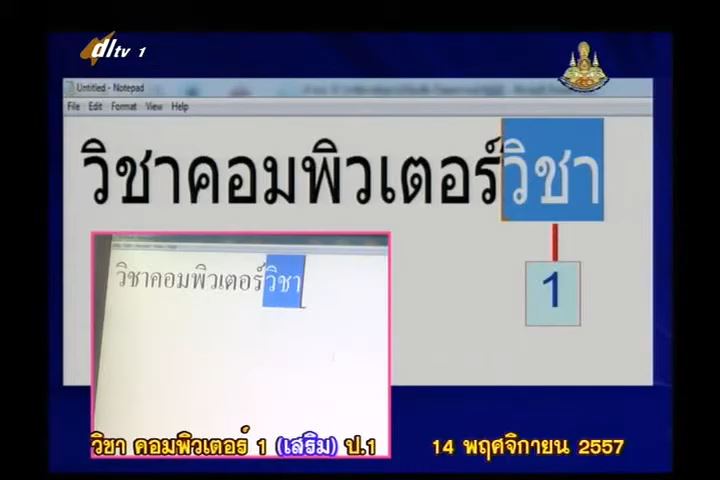 dltv 1
Untitled - Notepad
File Edit Format View Help
วิชาคอมพิวเตอร์วิชา
วิชาคอมพิวเตอร์วิชา
1
วิชา คอมพิวเตอร์ 1 (เสริม) ป.1
14 พฤศจิกายน 2557